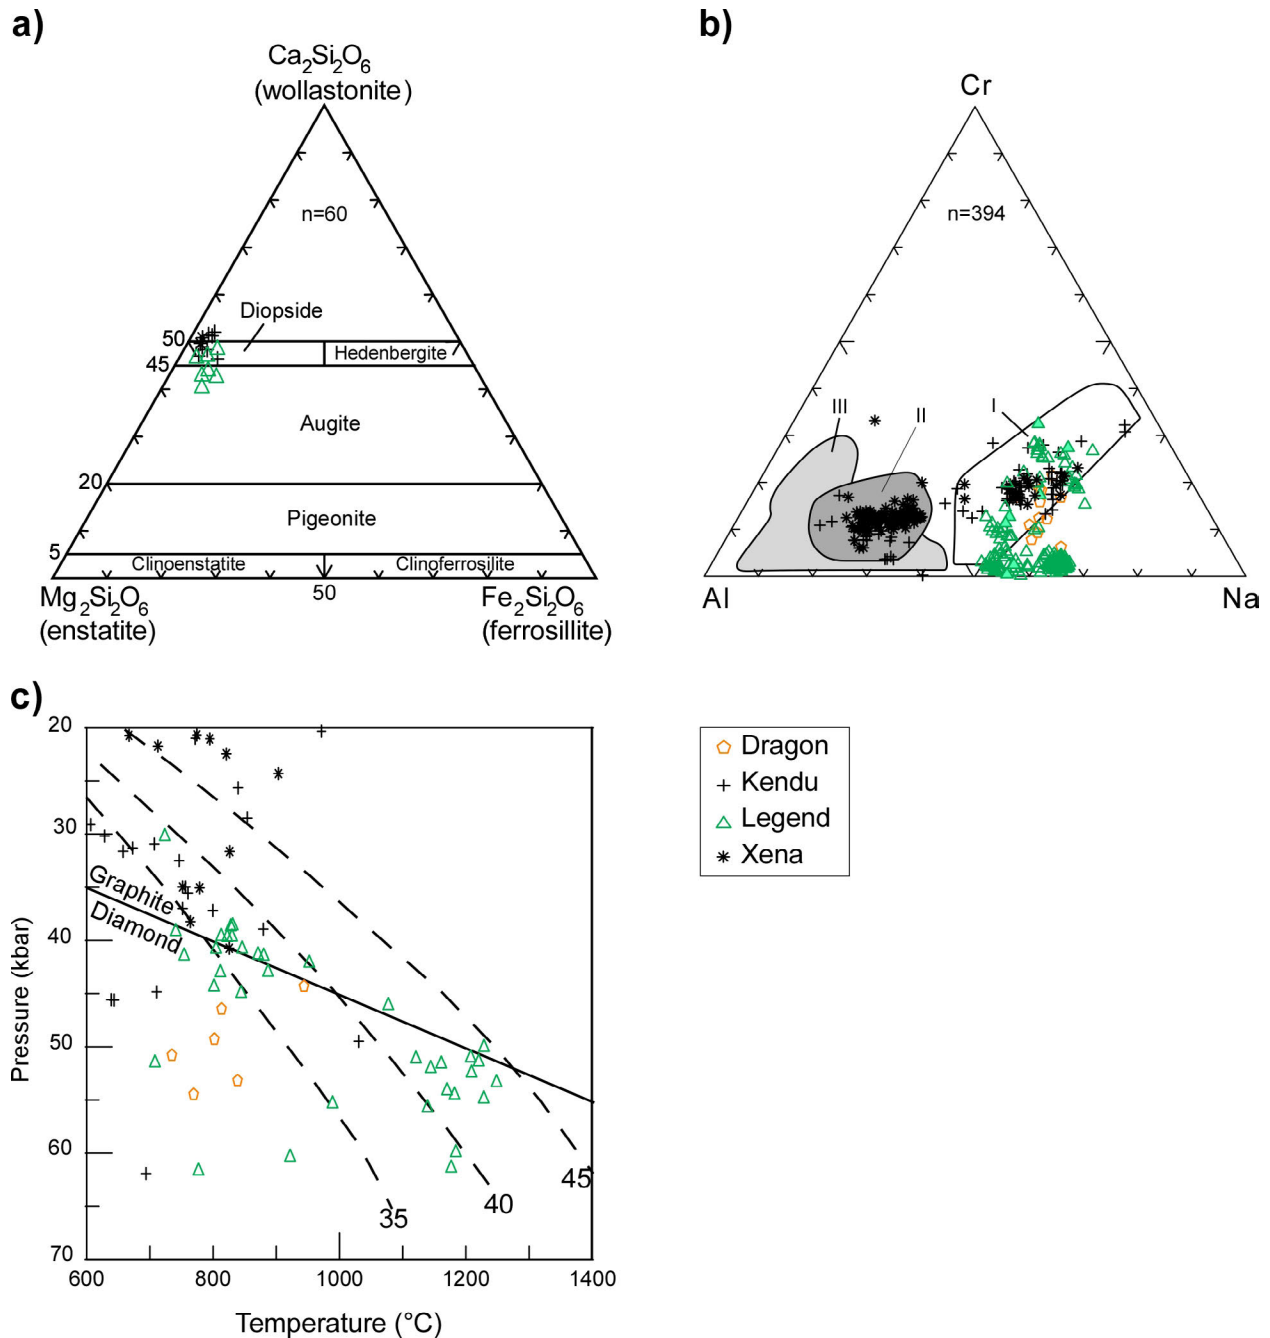 a)
Ca2Si2O6
(wollastonite)
n=60
Diopside
50
Hedenbergite
45
Augite
20
Pigeonite
5
Clinoenstatite
Clinoferrosilite
Mg2Si2O6
(enstatite)
50
Fe2Si2O6
(ferrosillite)
b)
Cr
n=394
III
II
I
Al
Na
c)
20
30
40
50
60
70
Pressure (kbar)
Graphite
Diamond
35
40
45
600
800
1000
1200
1400
Temperature (°C)
Dragon
Kendu
Legend
Xena